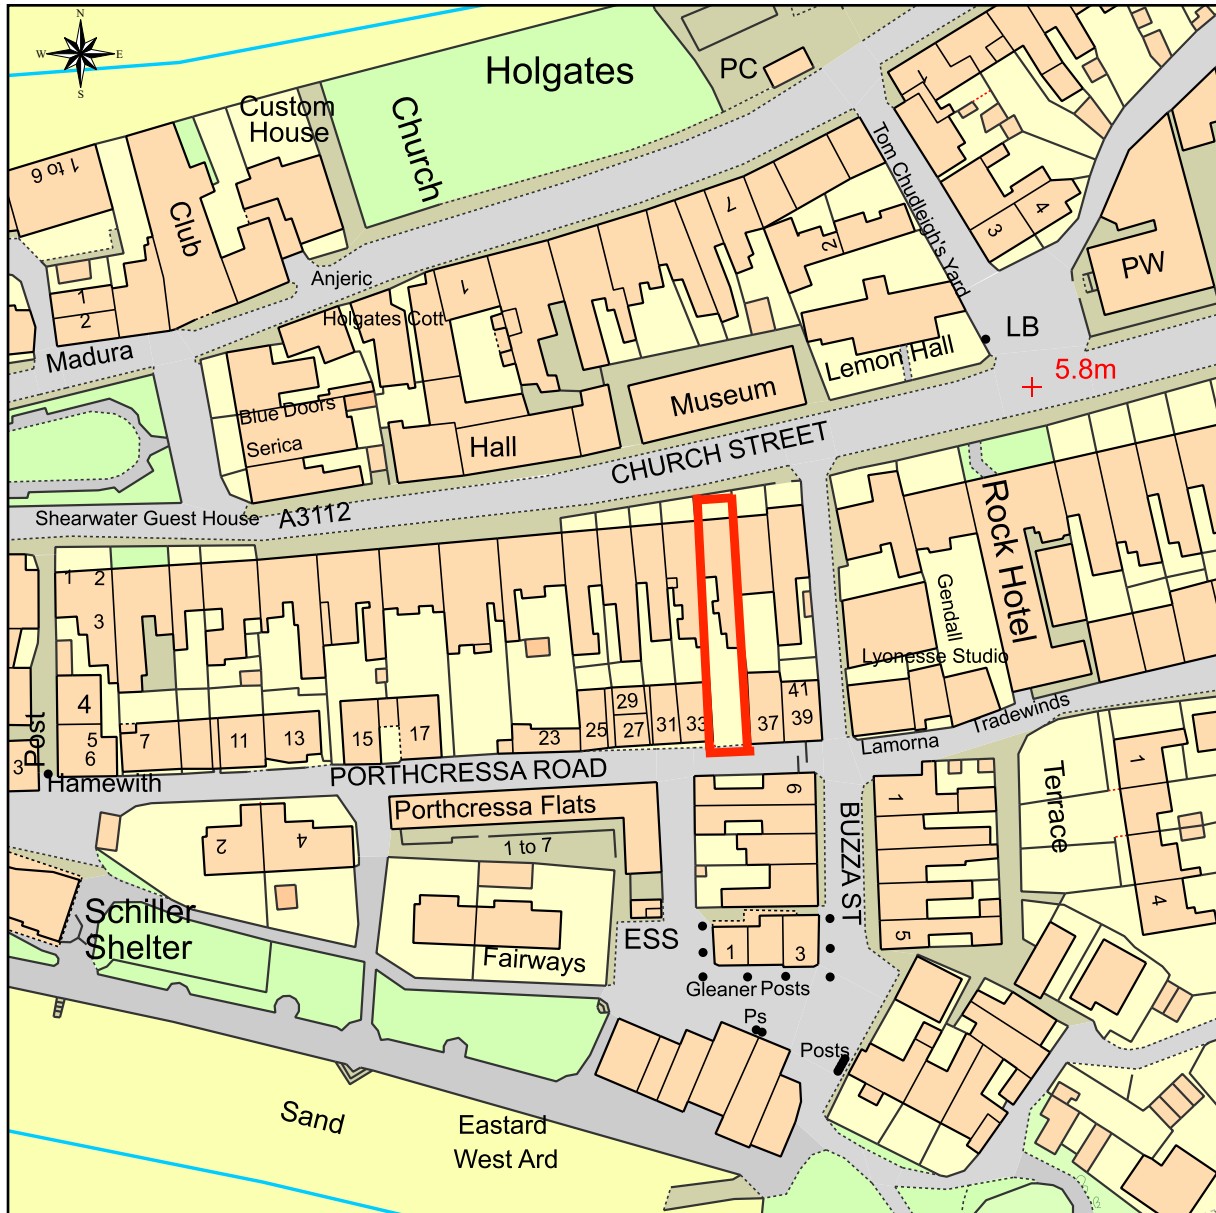 N
W E
S
Holgates
PC
Custom
House
Church
1 to 6
Club
7
Tom Chudleigh's Yard
4
3
2
PW
Anjeric
1
1
2
Holgates Cott
LB
Madura
Lemon Hall
5.8m
Museum
Blue Doors
Serica
Hall
CHURCH STREET
Shearwater Guest House
A3112
Rock Hotel
1
2
3
Gendall
Lyonesse Studio
4
29
41
Post
5
6
7
11
13
15
17
23
25
27
31
33
37
39
Tradewinds
Lamorna
3
Hamewith
PORTHCRESSA ROAD
Terrace
1
6
1
Porthcressa Flats
BUZZA ST
2
4
1 to 7
4
Schiller
Shelter
ESS
1
3
5
Fairways
Gleaner Posts
Ps
Posts
Sand
Eastard
West Ard